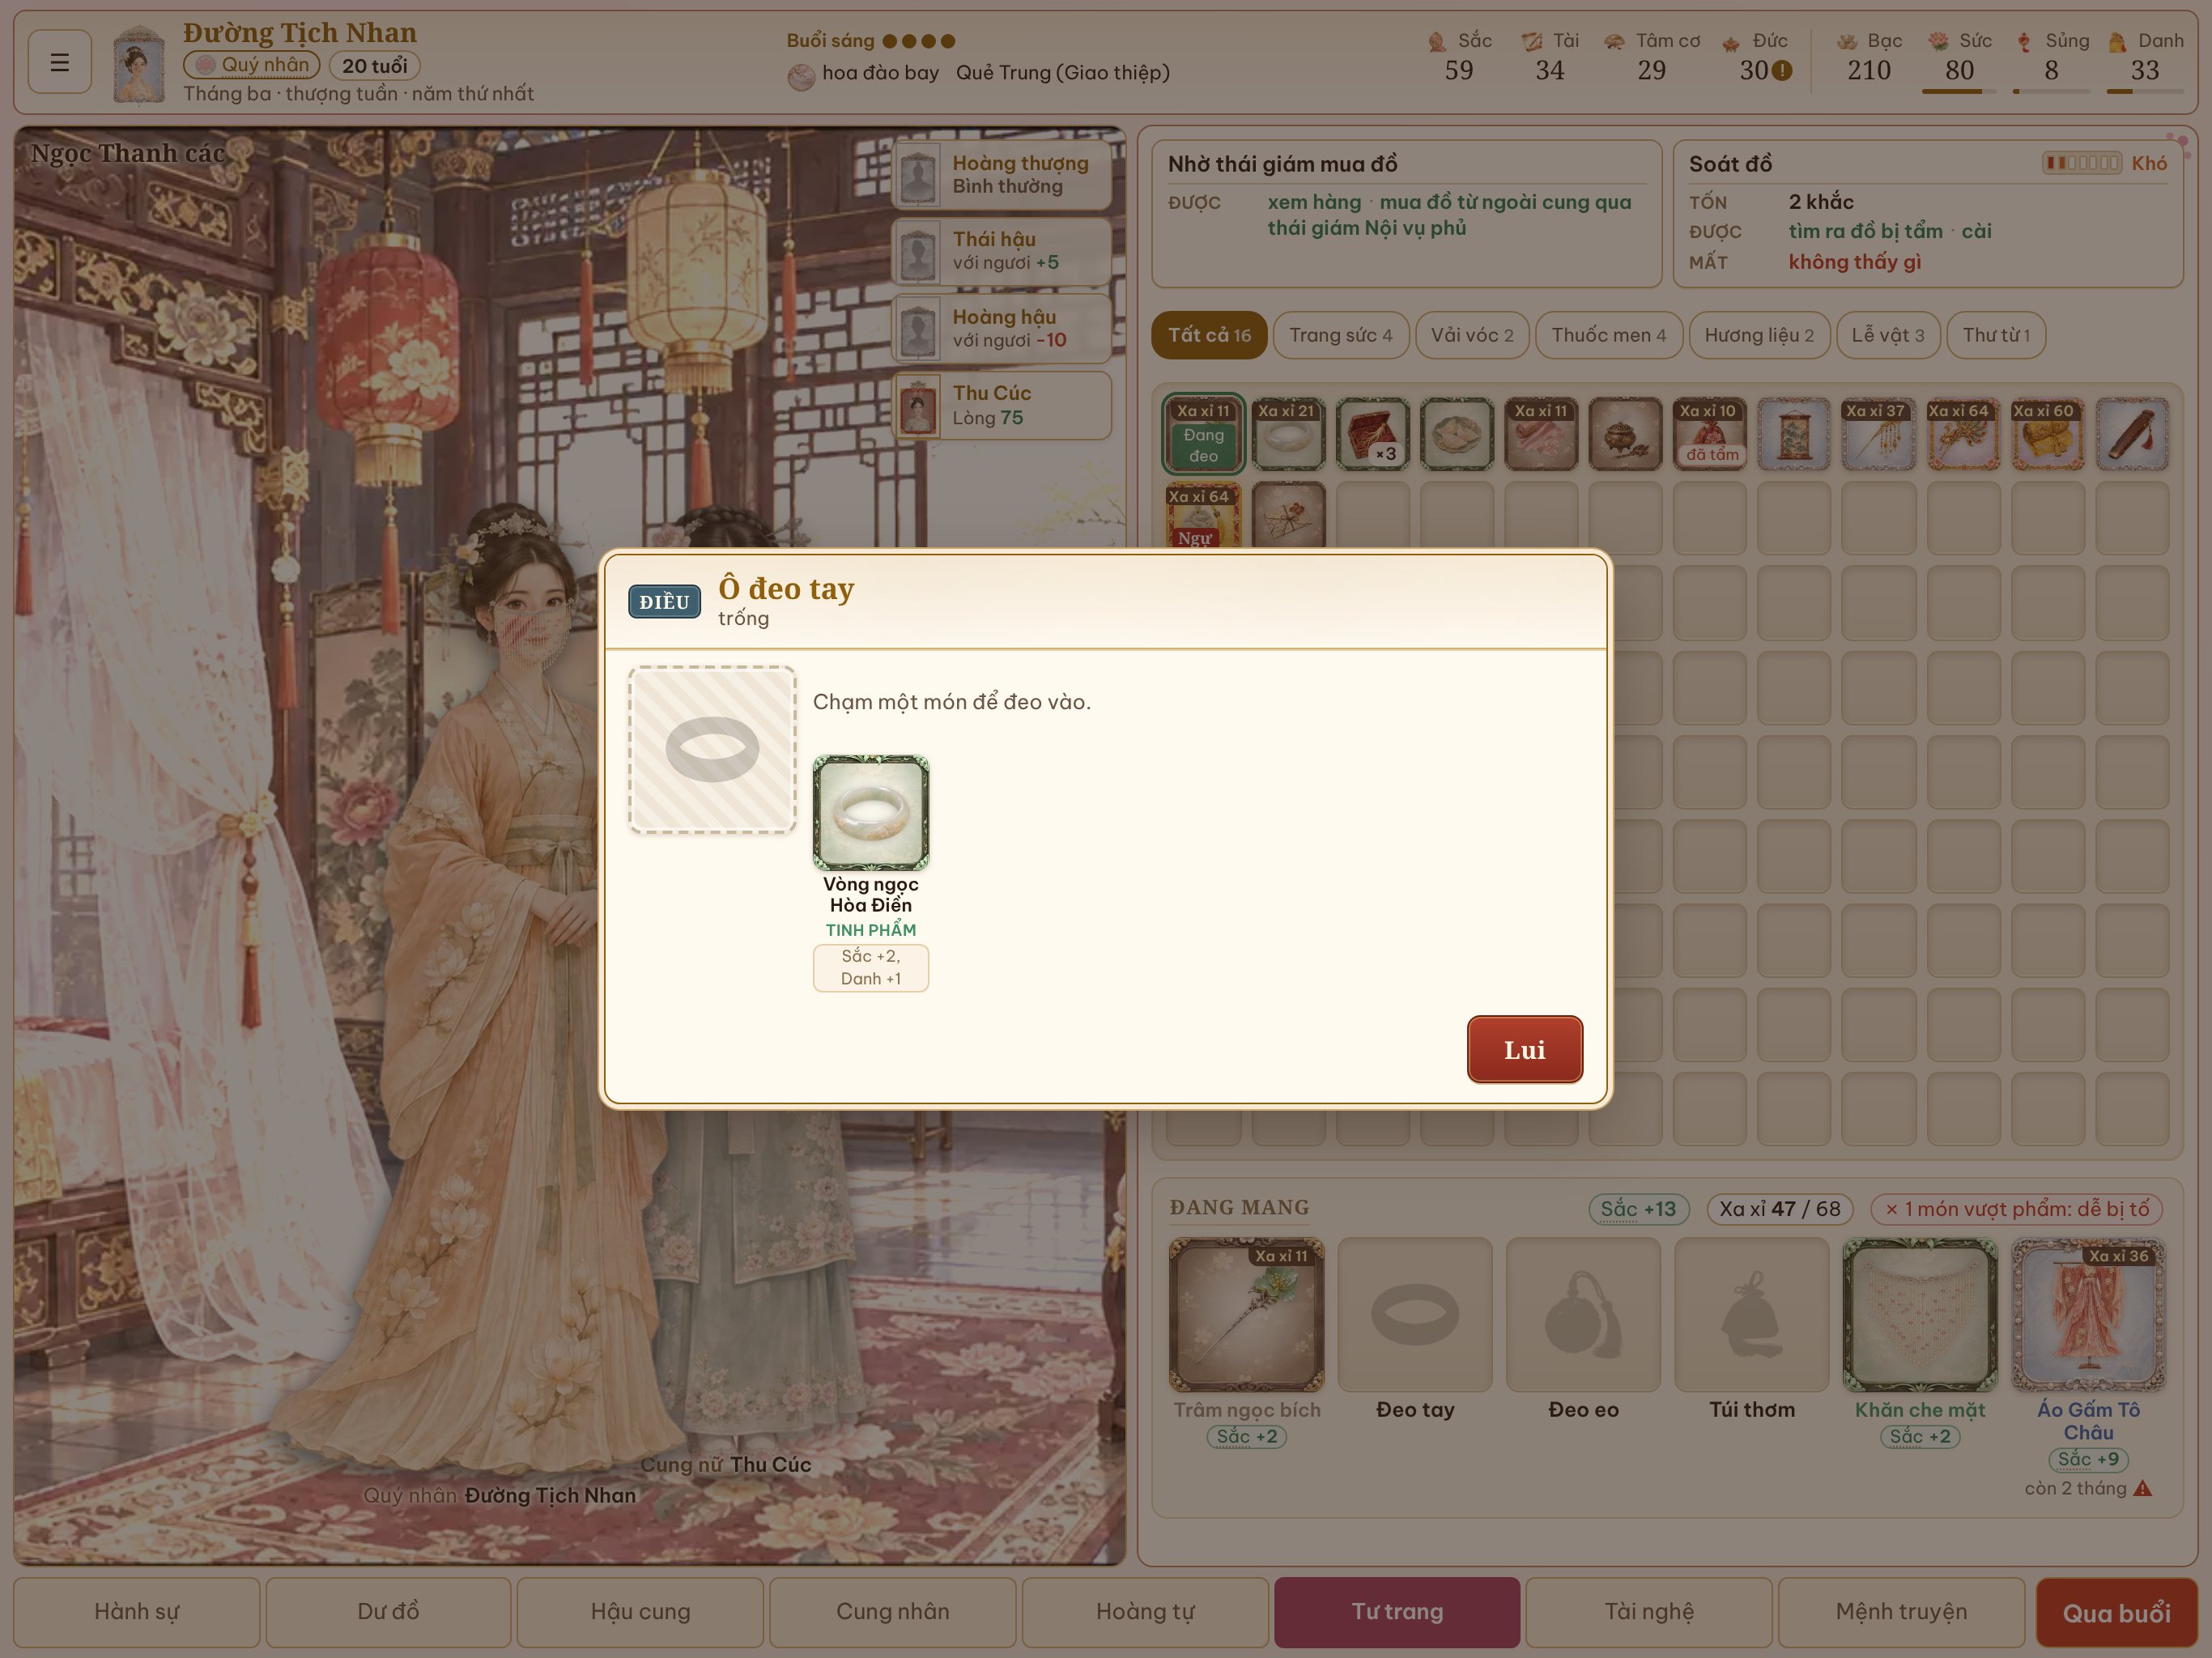 ☰
Đường Tịch Nhan
Quý nhân
20 tuổi
Tháng ba · thượng tuần · năm thứ nhất
Buổi sáng
hoa đào bay
Quẻ Trung (Giao thiệp)
Sắc
59
Tài
34
Tâm cơ
29
Đức
30!
Bạc
210
Sức
80
Sủng
8
Danh
33
Ngọc Thanh các
Hoàng thượng
Bình thường
Thái hậu
với ngươi +5
Hoàng hậu
với ngươi -10
Thu Cúc
Lòng 75
Cung nữ Thu Cúc
Quý nhân Đường Tịch Nhan
Nhờ thái giám mua đồ
ĐƯỢC
xem hàng · mua đồ từ ngoài cung qua
thái giám Nội vụ phủ
Soát đồ
Khó
TỐN
2 khắc
ĐƯỢC
tìm ra đồ bị tẩm · cài
MẤT
không thấy gì
Tất cả 16
Trang sức 4
Vải vóc 2
Thuốc men 4
Hương liệu 2
Lễ vật 3
Thư từ 1
Xa xỉ 11
Đang
đeo
Xa xỉ 21
×3
Xa xỉ 11
Xa xỉ 10
đã tẩm
Xa xỉ 37
Xa xỉ 64
Xa xỉ 60
Xa xỉ 64
Ngự
ĐIỀU
Ô đeo tay
trống
Chạm một món để đeo vào.
Vòng ngọc
Hòa Điền
TINH PHẨM
Sắc +2,
Danh +1
Lui
ĐANG MANG
Sắc +13
Xa xỉ 47 / 68
× 1 món vượt phẩm: dễ bị tố
Xa xỉ 11
Trâm ngọc bích
Sắc +2
Đeo tay
Đeo eo
Túi thơm
Khăn che mặt
Sắc +2
Xa xỉ 36
Áo Gấm Tô
Châu
Sắc +9
còn 2 tháng
Hành sự
Dư đồ
Hậu cung
Cung nhân
Hoàng tự
Tư trang
Tài nghệ
Mệnh truyện
Qua buổi